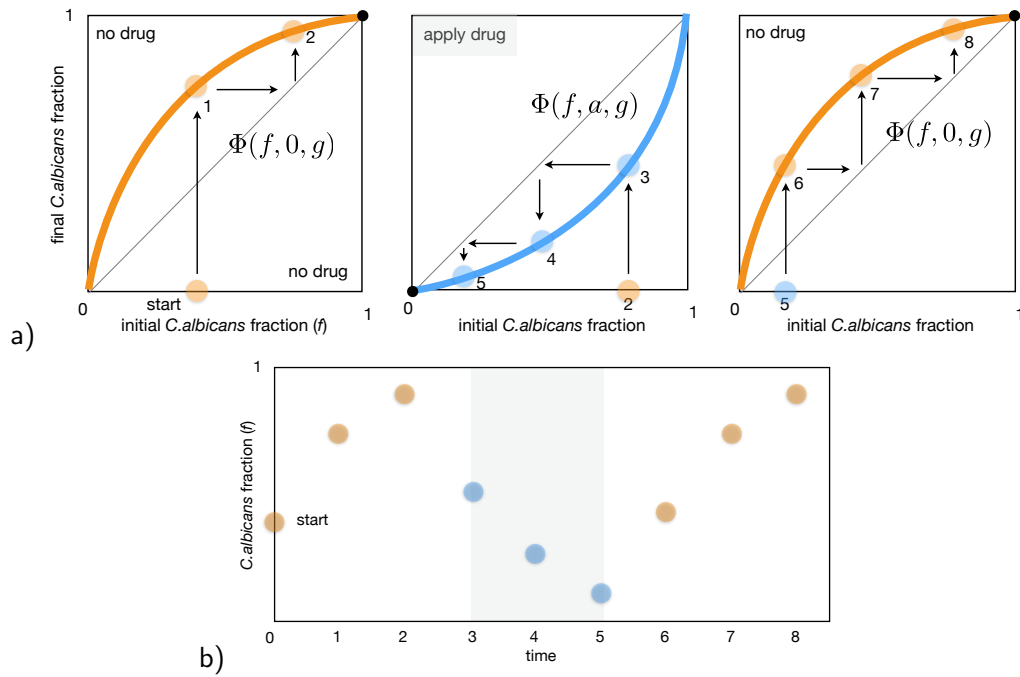 1
no drug
2
1
Φ(f, 0, g)
no drug
final C.albicans fraction
0
start
1
initial C.albicans fraction (f)
apply drug
Φ(f, a, g)
3
4
5
2
0
1
initial C.albicans fraction
no drug
8
7
Φ(f, 0, g)
6
5
0
1
initial C.albicans fraction
a)
1
C.albicans fraction (f)
start
0
1
2
3
4
5
6
7
8
time
b)